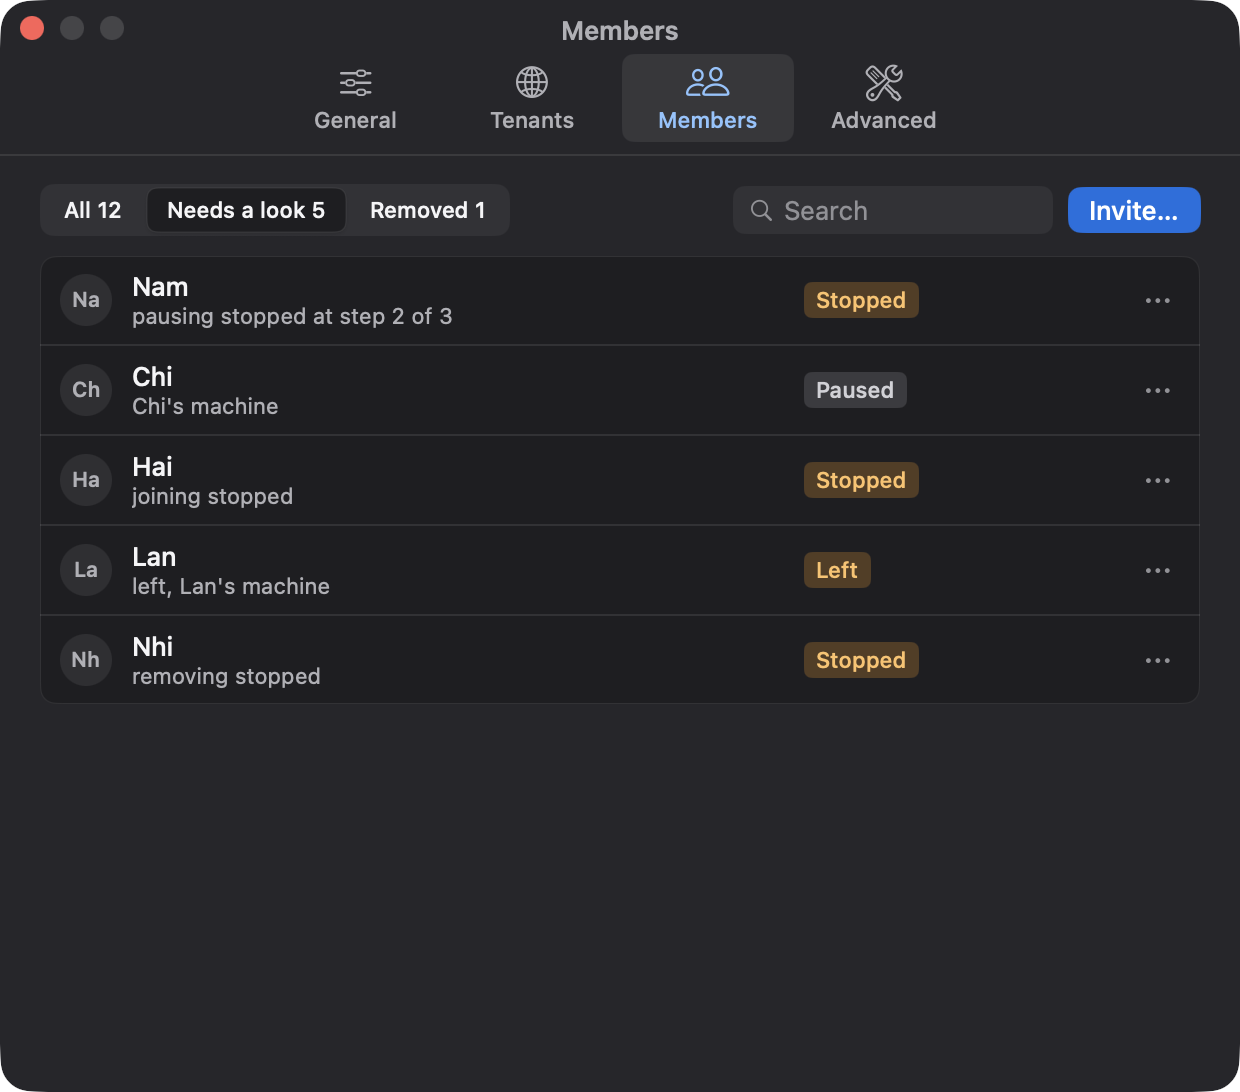 Members
General
Tenants
Members
Advanced
All 12
Needs a look 5
Removed 1
Search
Invite...
Na
Nam
pausing stopped at step 2 of 3
Stopped
Ch
Chi
Chi's machine
Paused
Ha
Hai
joining stopped
Stopped
La
Lan
left, Lan's machine
Left
Nh
Nhi
removing stopped
Stopped